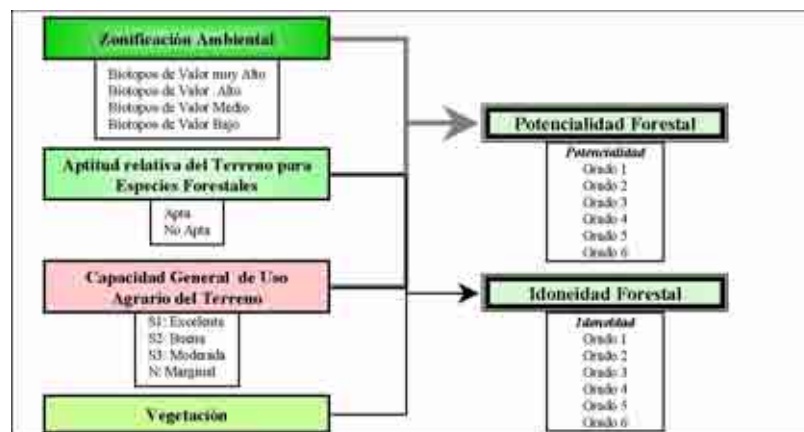 Zonificación Ambiental
Biotopos de Valor muy Alto
Biotopos de Valor Alto
Biotopos de Valor Medio
Biotopos de Valor Bajo
Aptitud relativa del Terreno para
Especies Forestales
Apta
No Apta
Capacidad General de Uso
Agrario del Terreno
S1: Excelente
S2: Buena
S3: Moderada
N: Marginal
Vegetación
Potencialidad Forestal
Potencialidad
Grado 1
Grado 2
Grado 3
Grado 4
Grado 5
Grado 6
Idoneidad Forestal
Idoneidad
Grado 1
Grado 2
Grado 3
Grado 4
Grado 5
Grado 6